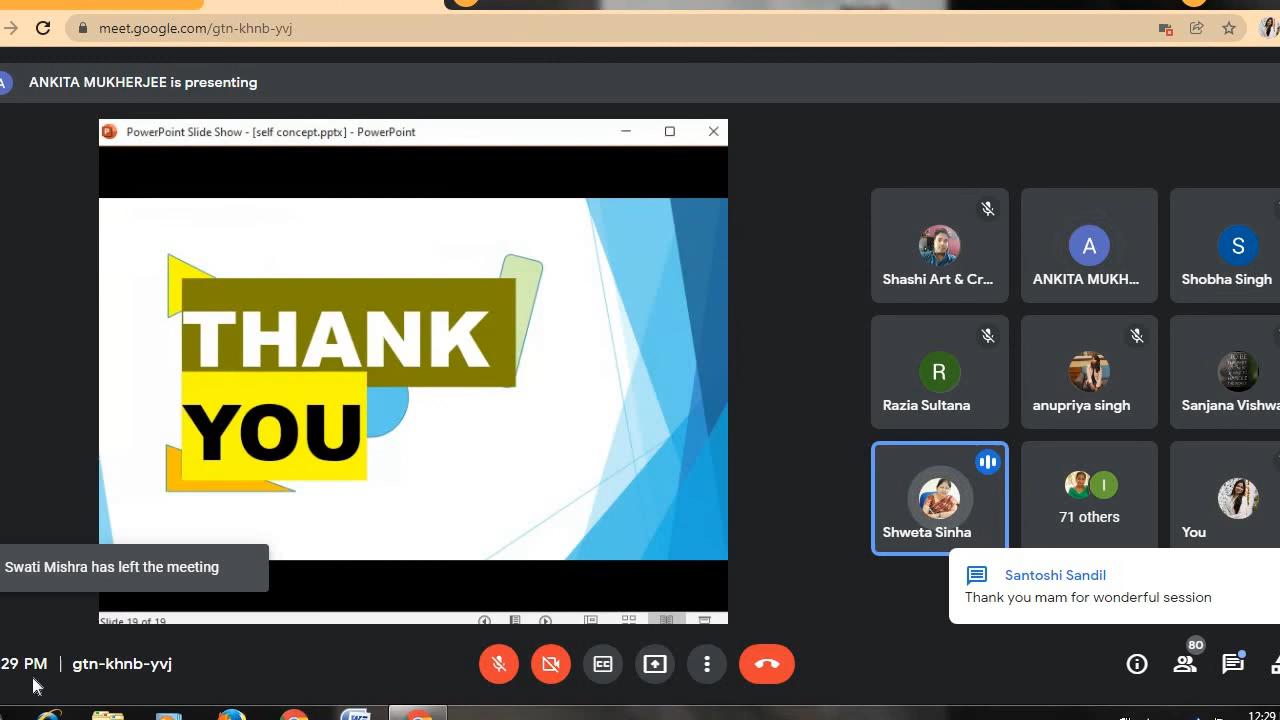 meet.google.com/gtn-khnb-yvj
A
ANKITA MUKHERJEE is presenting
PowerPoint Slide Show - [self concept.pptx] - PowerPoint
THANK
YOU
Slide 19 of 19
Shashi Art & Cr...
A
ANKITA MUKH...
S
Shobha Singh
R
Razia Sultana
anupriya singh
Sanjana Vishwa
Shweta Sinha
I
71 others
You
Swati Mishra has left the meeting
Santoshi Sandil
Thank you mam for wonderful session
29 PM | gtn-khnb-yvj
80
12:29